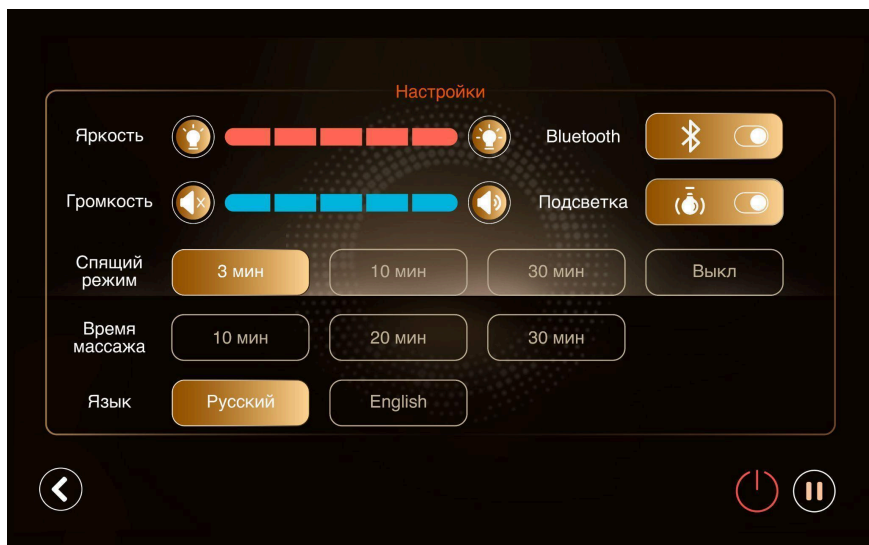 Настройки
Яркость
Bluetooth
Громкость
Подсветка
Спящий
режим
3 мин
10 мин
30 мин
Выкл
Время
массажа
10 мин
20 мин
30 мин
Язык
Русский
English